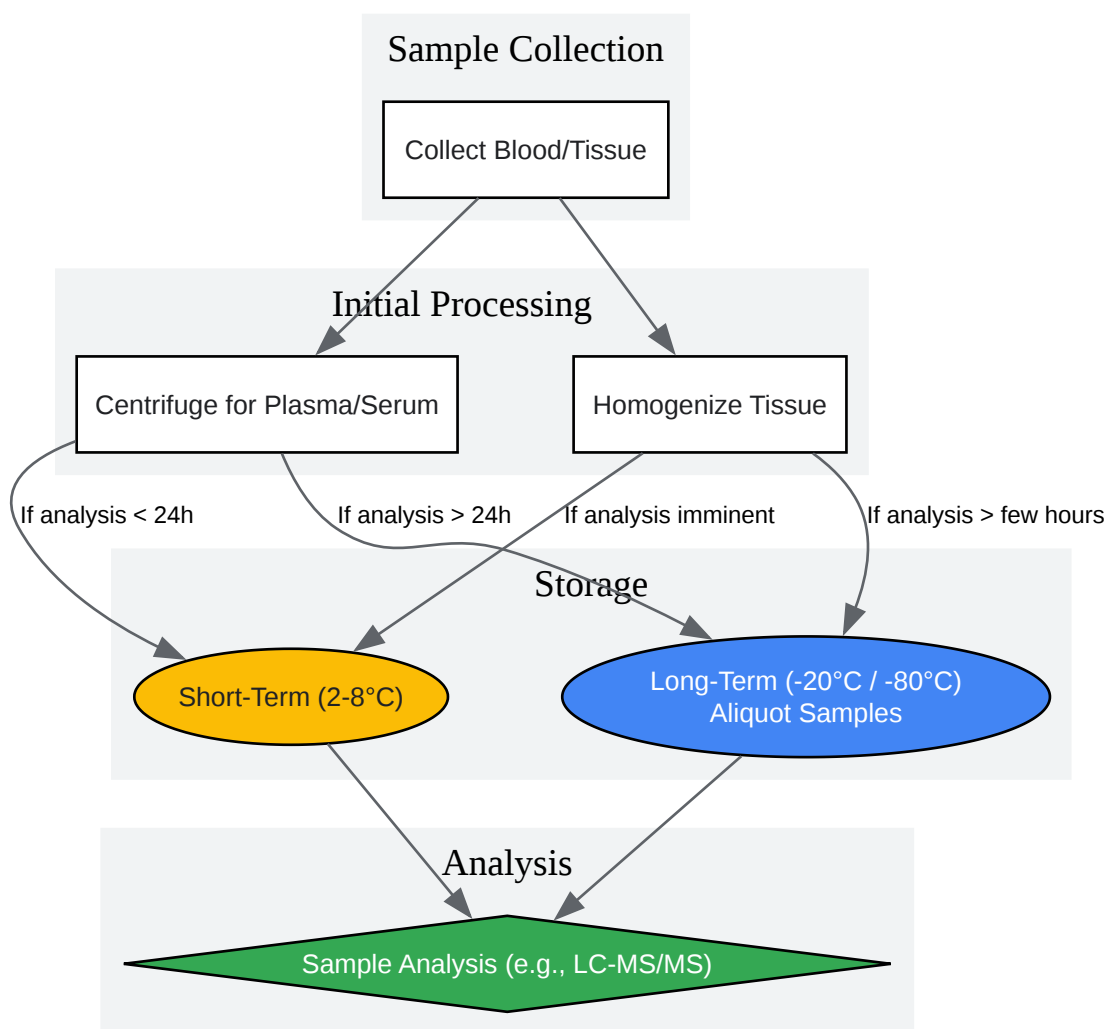 Sample Collection
Collect Blood/Tissue
Initial Processing
Centrifuge for Plasma/Serum
Homogenize Tissue
If analysis < 24h
If analysis > 24h
If analysis imminent
If analysis > few hours
Storage
Short-Term (2-8°C)
Long-Term (-20°C / -80°C)
Aliquot Samples
Analysis
Sample Analysis (e.g., LC-MS/MS)